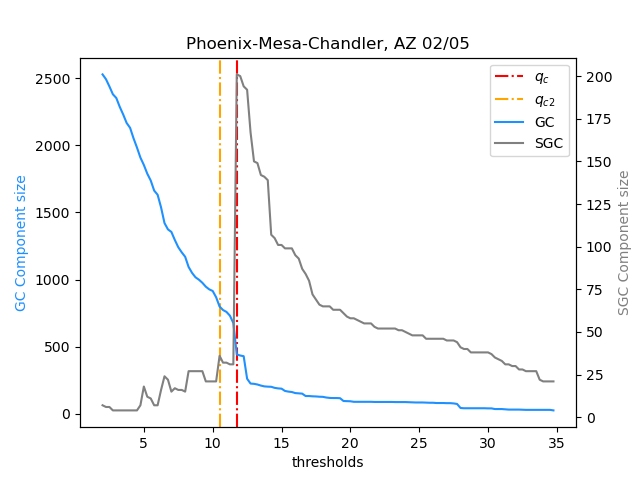 Phoenix-Mesa-Chandler, AZ 02/05
2500
2000
1500
1000
500
0
GC Component size
200
175
150
125
100
75
50
25
0
SGC Component size
q_c
q_{c2}
GC
SGC
5 10 15 20 25 30 35
thresholds